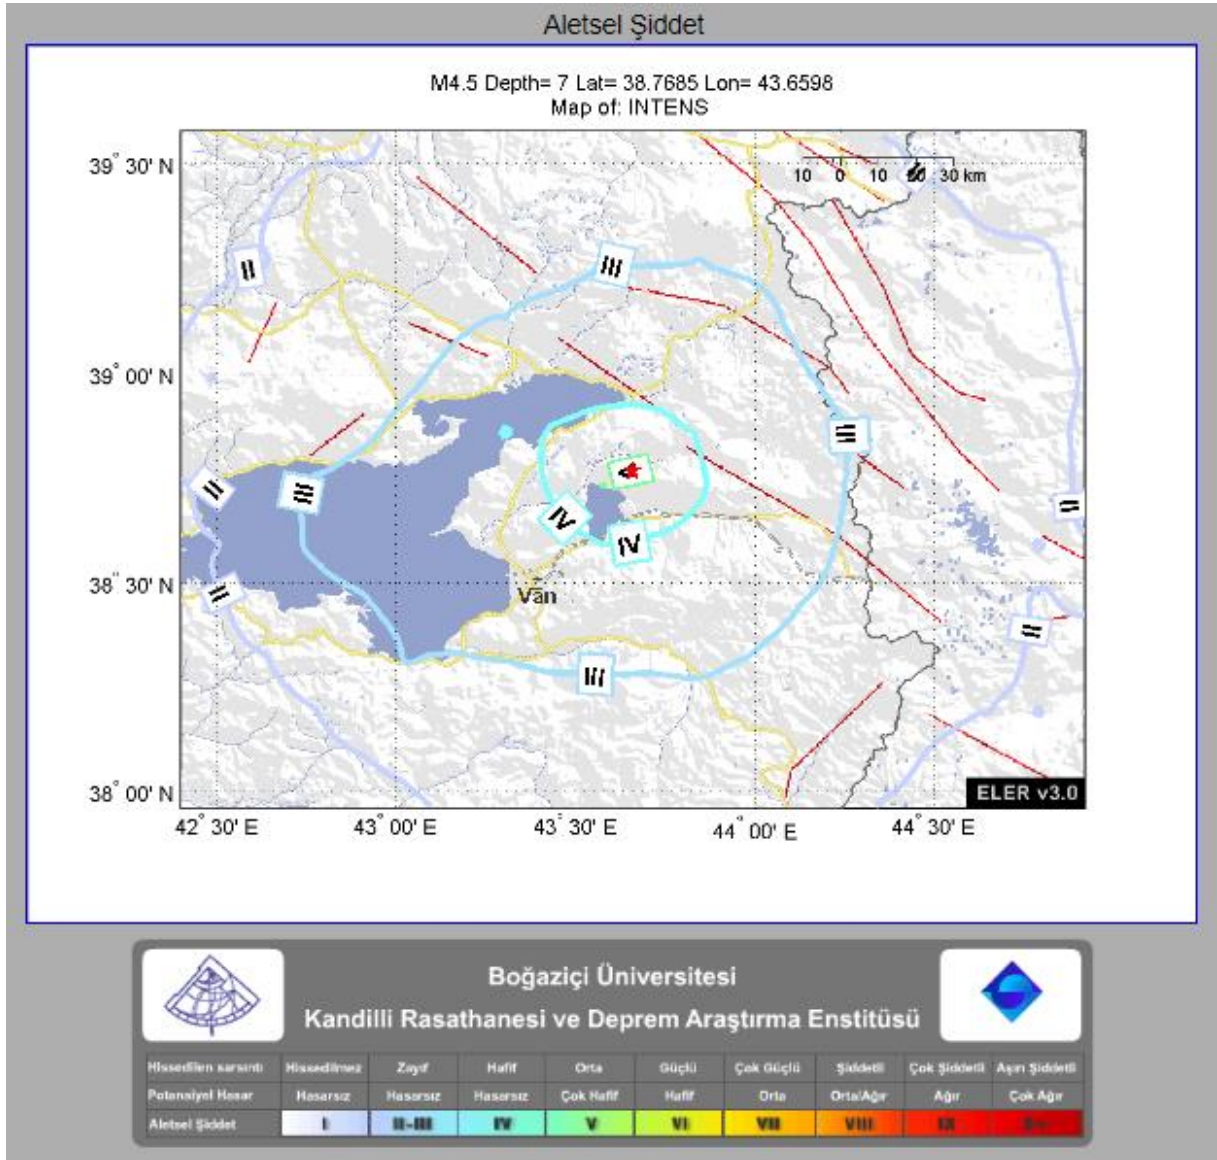 Aletsel Şiddet
M4.5 Depth= 7 Lat= 38.7685 Lon= 43.6598
Map of: INTENS
39° 30' N
10 0 10 20 30 km
II
III
39° 00' N
III
II
III
II
V
IV
IV
38° 30' N
Van
II
II
III
38° 00' N
ELER v3.0
42° 30' E 43° 00' E 43° 30' E 44° 00' E 44° 30' E
Boğaziçi Üniversitesi
Kandilli Rasathanesi ve Deprem Araştırma Enstitüsü
Hissedilen sarsıntı Hissedilmez Zayıf Hafif Orta Güçlü Çok Güçlü Şiddetli Çok Şiddetli Aşırı Şiddetli
Potansiyel Hasar Hasarsız Hasarsız Hasarsız Çok Hafif Hafif Orta Orta/Ağır Ağır Çok Ağır
Aletsel Şiddet I II-III IV V VI VII VIII IX